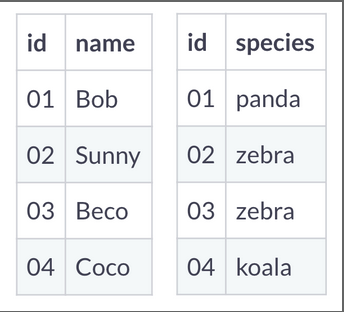 id name id species
01 Bob 01 panda
02 Sunny 02 zebra
03 Beco 03 zebra
04 Coco 04 koala